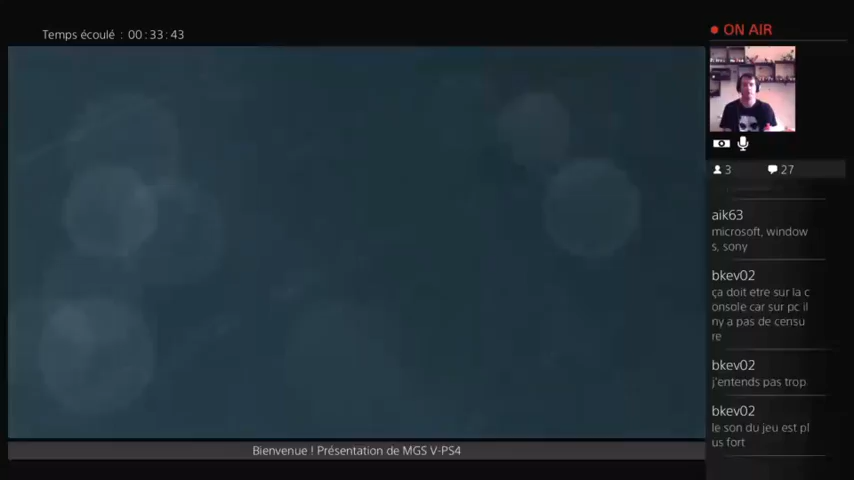 Temps écoulé : 00:33:43
ON AIR
3
27
aik63
microsoft, window
s, sony
bkev02
ça doit etre sur la c
onsole car sur pc il
ny a pas de censu
re
bkev02
j'entends pas trop
bkev02
le son du jeu est pl
us fort
Bienvenue ! Présentation de MGS V-PS4